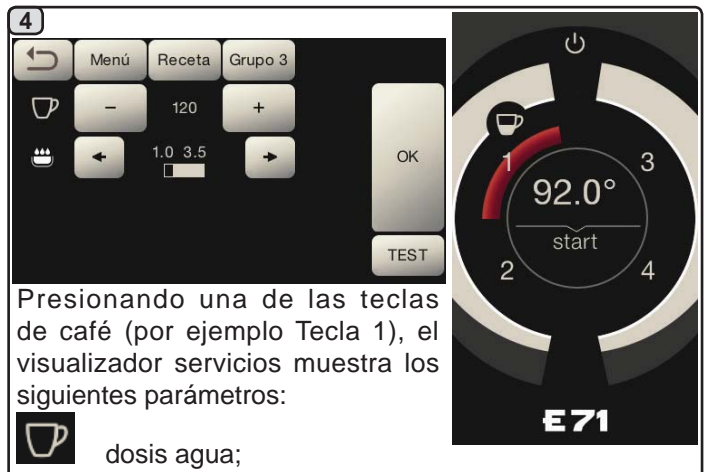 4
Menú Receta Grupo 3
- 120 +
1.0 3.5
OK
TEST
1 3
92.0°
start
2 4
E71
Presionando una de las teclas
de café (por ejemplo Tecla 1), el
visualizador servicios muestra los
siguientes parámetros:
dosis agua;